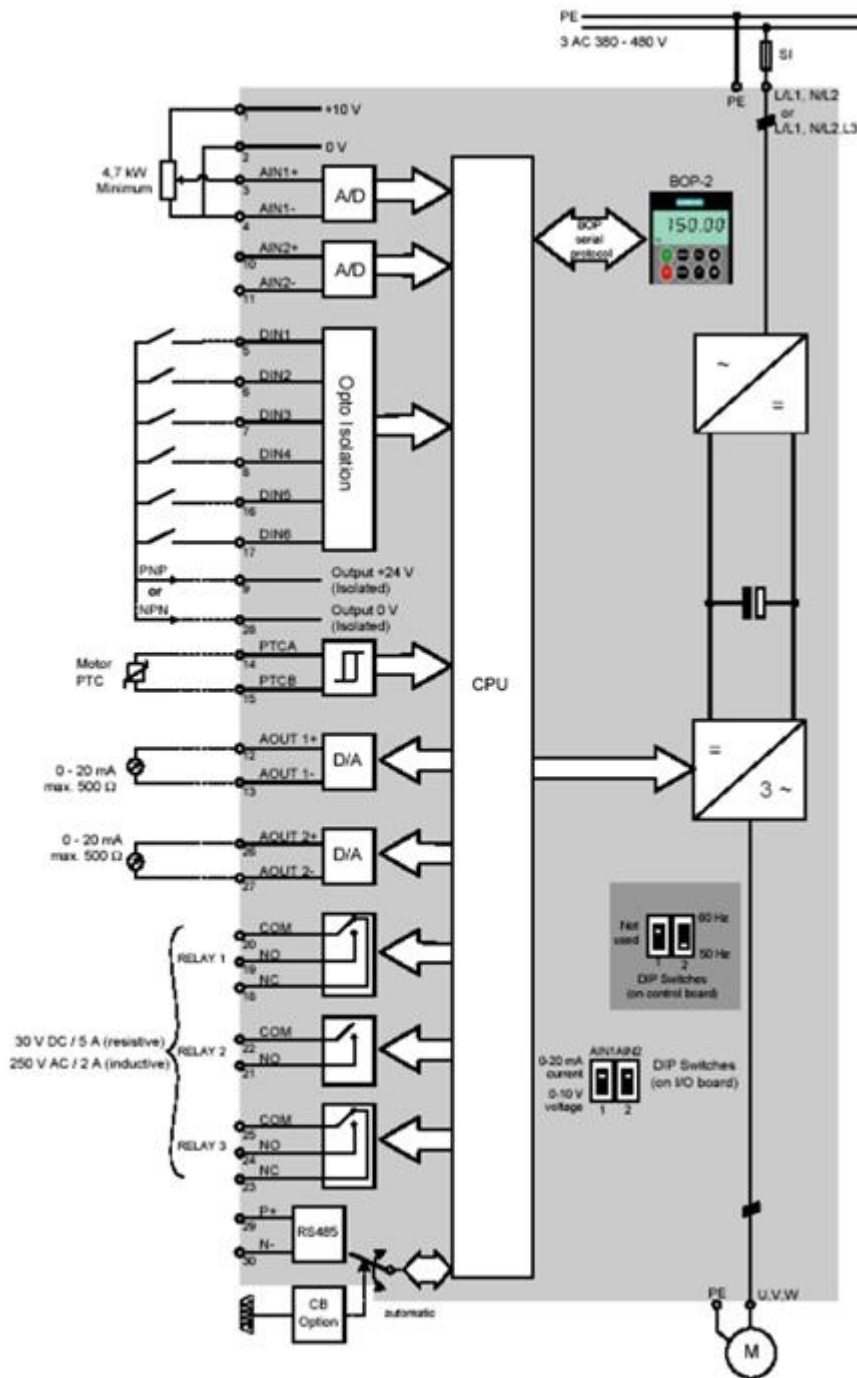 PE
3 AC 380 - 480 V
SI
PE
L/L1, N/L2
or
L/L1, N/L2,L3
1
+10 V
2
0 V
4,7 kW
Minimum
3
AIN1+
4
AIN1-
A/D
10
AIN2+
11
AIN2-
A/D
BOP-2
150.00
BOP
serial
protocol
5
DIN1
6
DIN2
7
DIN3
8
DIN4
16
DIN5
17
DIN6
Opto Isolation
~
=
PNP
or
NPN
9
Output +24 V
(Isolated)
28
Output 0 V
(Isolated)
Motor
PTC
14
PTCA
15
PTCB
CPU
0 - 20 mA
max. 500 Ω
12
AOUT 1+
13
AOUT 1-
D/A
=
3 ~
0 - 20 mA
max. 500 Ω
26
AOUT 2+
27
AOUT 2-
D/A
Not
used
60 Hz
50 Hz
1
2
DIP Switches
(on control board)
30 V DC / 5 A (resistive)
250 V AC / 2 A (inductive)
RELAY 1
20
COM
19
NO
18
NC
RELAY 2
22
COM
21
NO
RELAY 3
25
COM
24
NO
23
NC
AIN1AIN2
0-20 mA
current
0-10 V
voltage
1
2
DIP Switches
(on I/O board)
29
P+
30
N-
RS485
automatic
CB
Option
PE
U,V,W
M